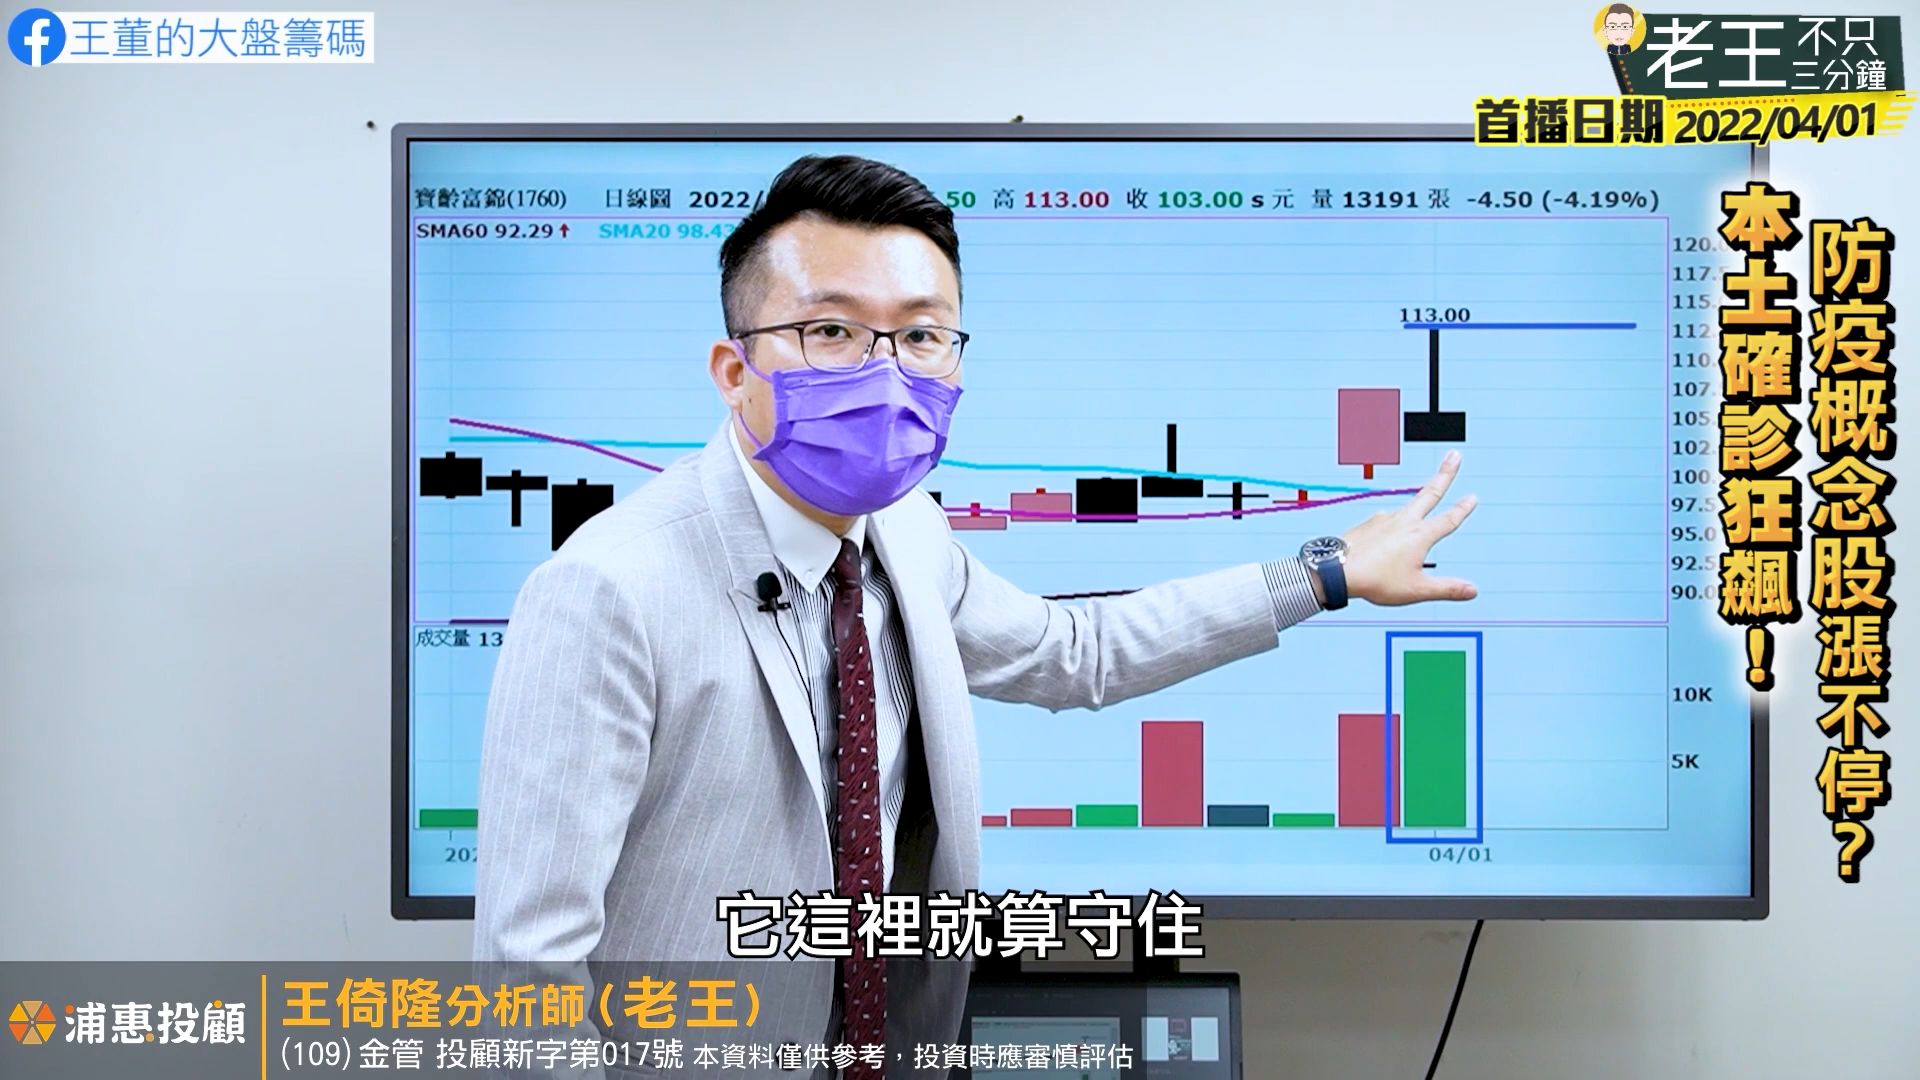 王董的大盤籌碼
老王不只三分鐘
首播日期 2022/04/01
本土確診狂飆！
防疫概念股漲不停？
寶齡富錦(1760) 日線圖 2022/ 50 高 113.00 收 103.00 s 元 量 13191 張 -4.50 (-4.19%)
SMA60 92.29↑ SMA20 98.43
120.
117.
115.
113.00
112.
110.
107.
105.
102.
100.
97.5
95.0
92.5
90.0
成交量 13
10K
5K
202
04/01
它這裡就算守住
浦惠投顧
王倚隆分析師(老王)
(109)金管 投顧新字第017號 本資料僅供參考，投資時應審慎評估